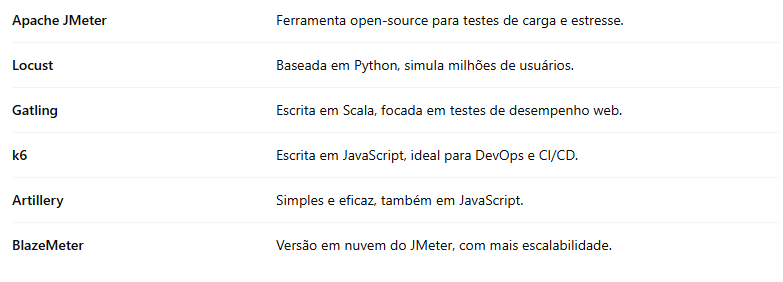 Apache JMeter Ferramenta open-source para testes de carga e estresse.
Locust Baseada em Python, simula milhões de usuários.
Gatling Escrita em Scala, focada em testes de desempenho web.
k6 Escrita em JavaScript, ideal para DevOps e CI/CD.
Artillery Simples e eficaz, também em JavaScript.
BlazeMeter Versão em nuvem do JMeter, com mais escalabilidade.